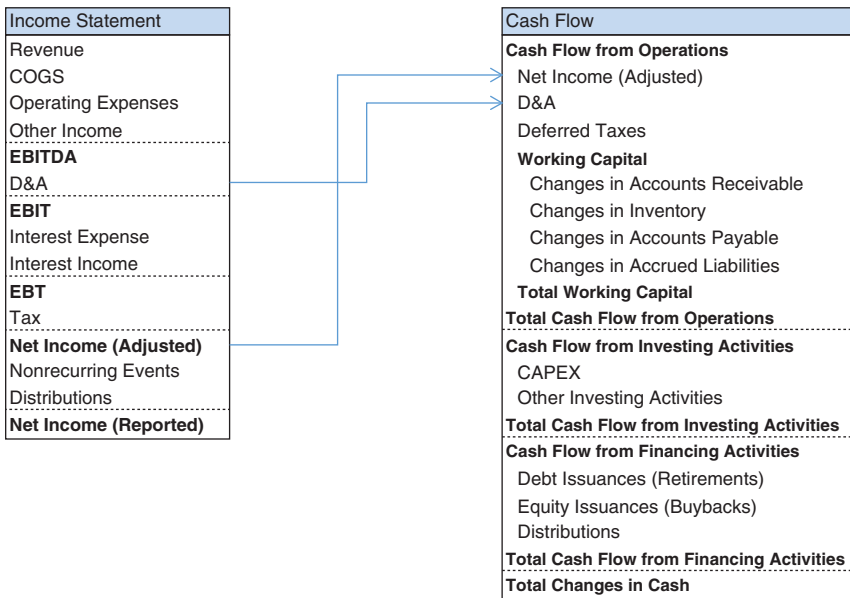 Income Statement
Revenue
COGS
Operating Expenses
Other Income
EBITDA
D&A
EBIT
Interest Expense
Interest Income
EBT
Tax
Net Income (Adjusted)
Nonrecurring Events
Distributions
Net Income (Reported)
Cash Flow
Cash Flow from Operations
Net Income (Adjusted)
D&A
Deferred Taxes
Working Capital
Changes in Accounts Receivable
Changes in Inventory
Changes in Accounts Payable
Changes in Accrued Liabilities
Total Working Capital
Total Cash Flow from Operations
Cash Flow from Investing Activities
CAPEX
Other Investing Activities
Total Cash Flow from Investing Activities
Cash Flow from Financing Activities
Debt Issuances (Retirements)
Equity Issuances (Buybacks)
Distributions
Total Cash Flow from Financing Activities
Total Changes in Cash